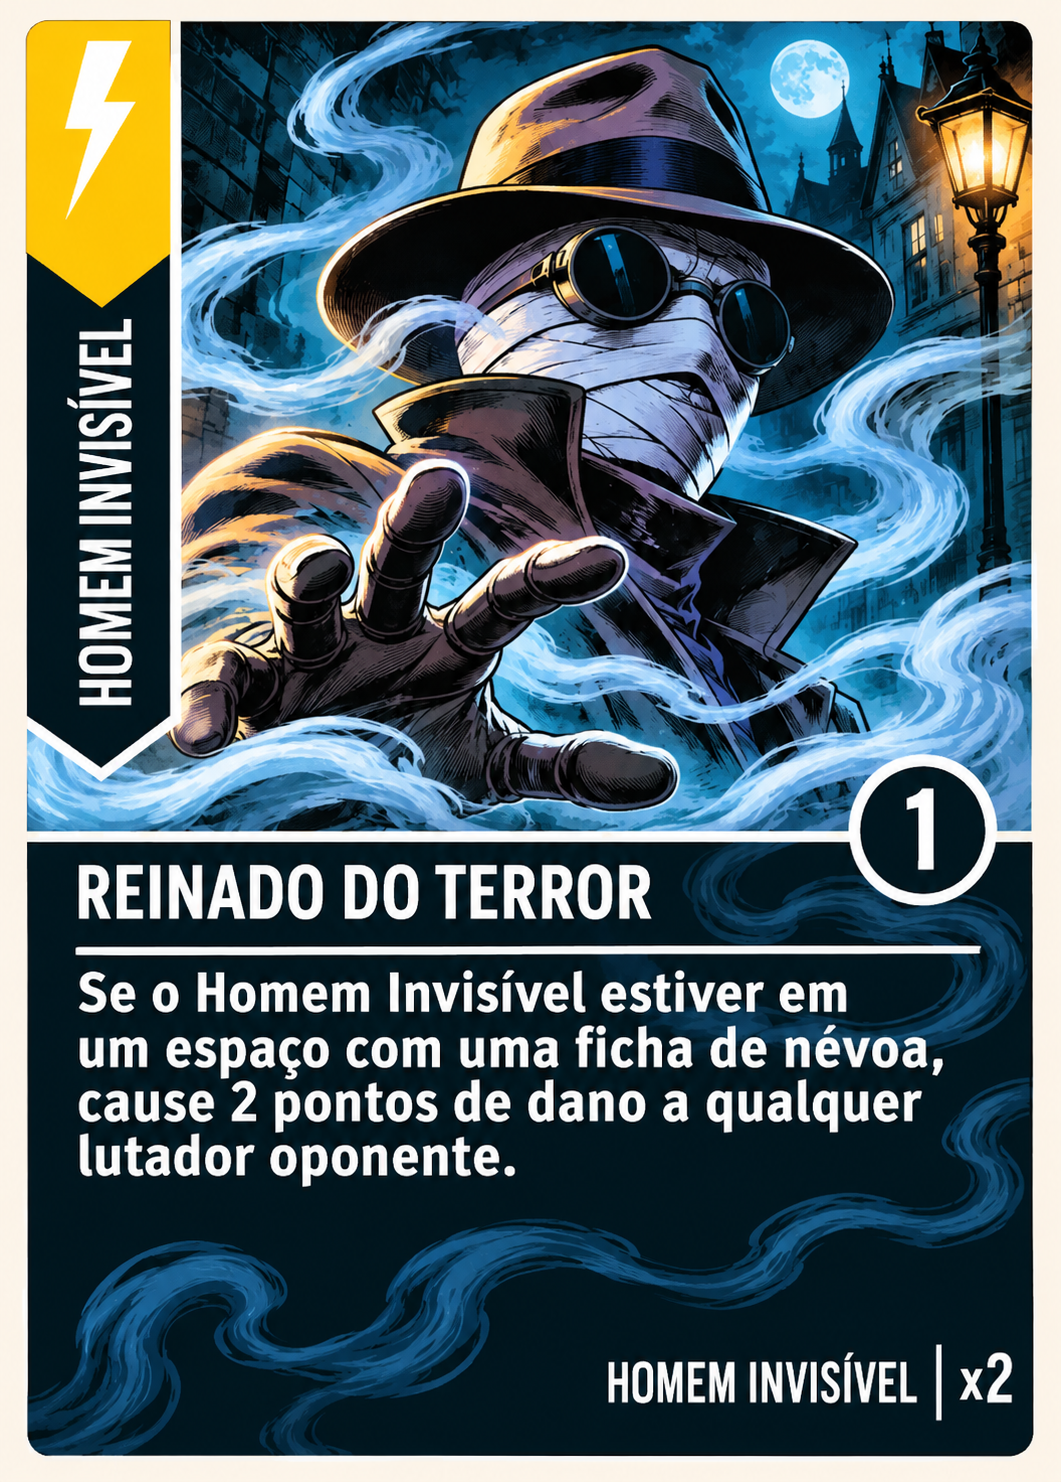 HOMEM INVISÍVEL
1
REINADO DO TERROR
Se o Homem Invisível estiver em
um espaço com uma ficha de névoa,
cause 2 pontos de dano a qualquer
lutador oponente.
HOMEM INVISÍVEL | x2